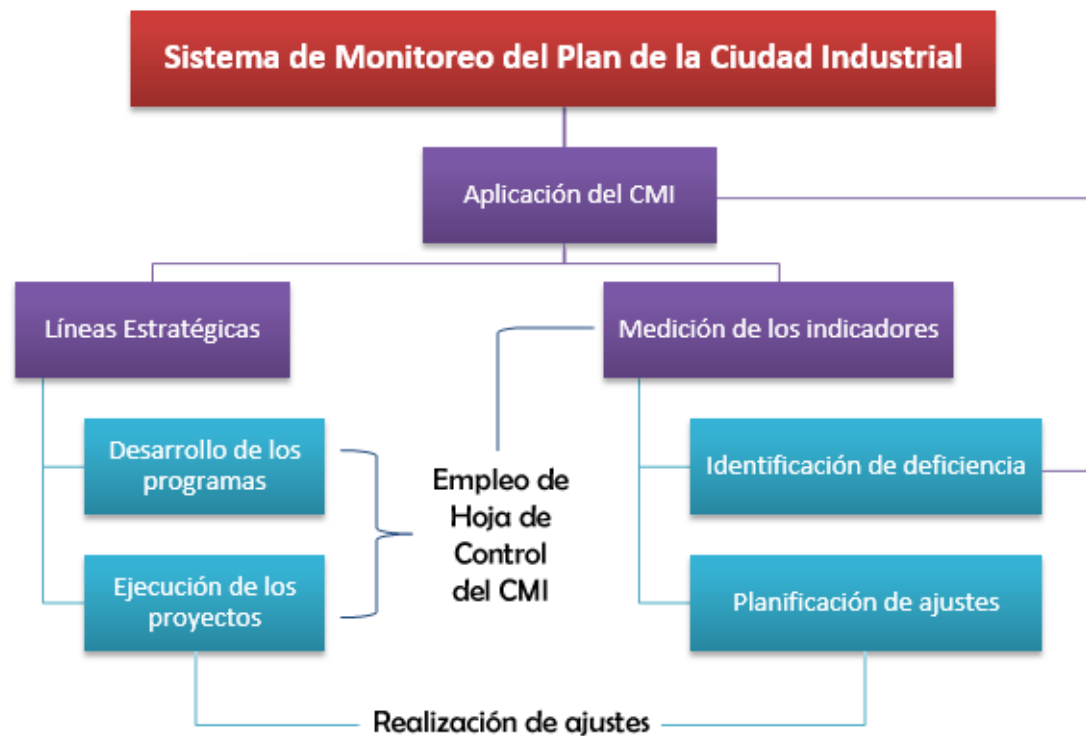 Sistema de Monitoreo del Plan de la Ciudad Industrial
Aplicación del CMI
Líneas Estratégicas
Medición de los indicadores
Desarrollo de los
programas
Ejecución de los
proyectos
Empleo de
Hoja de
Control
del CMI
Identificación de deficiencia
Planificación de ajustes
Realización de ajustes